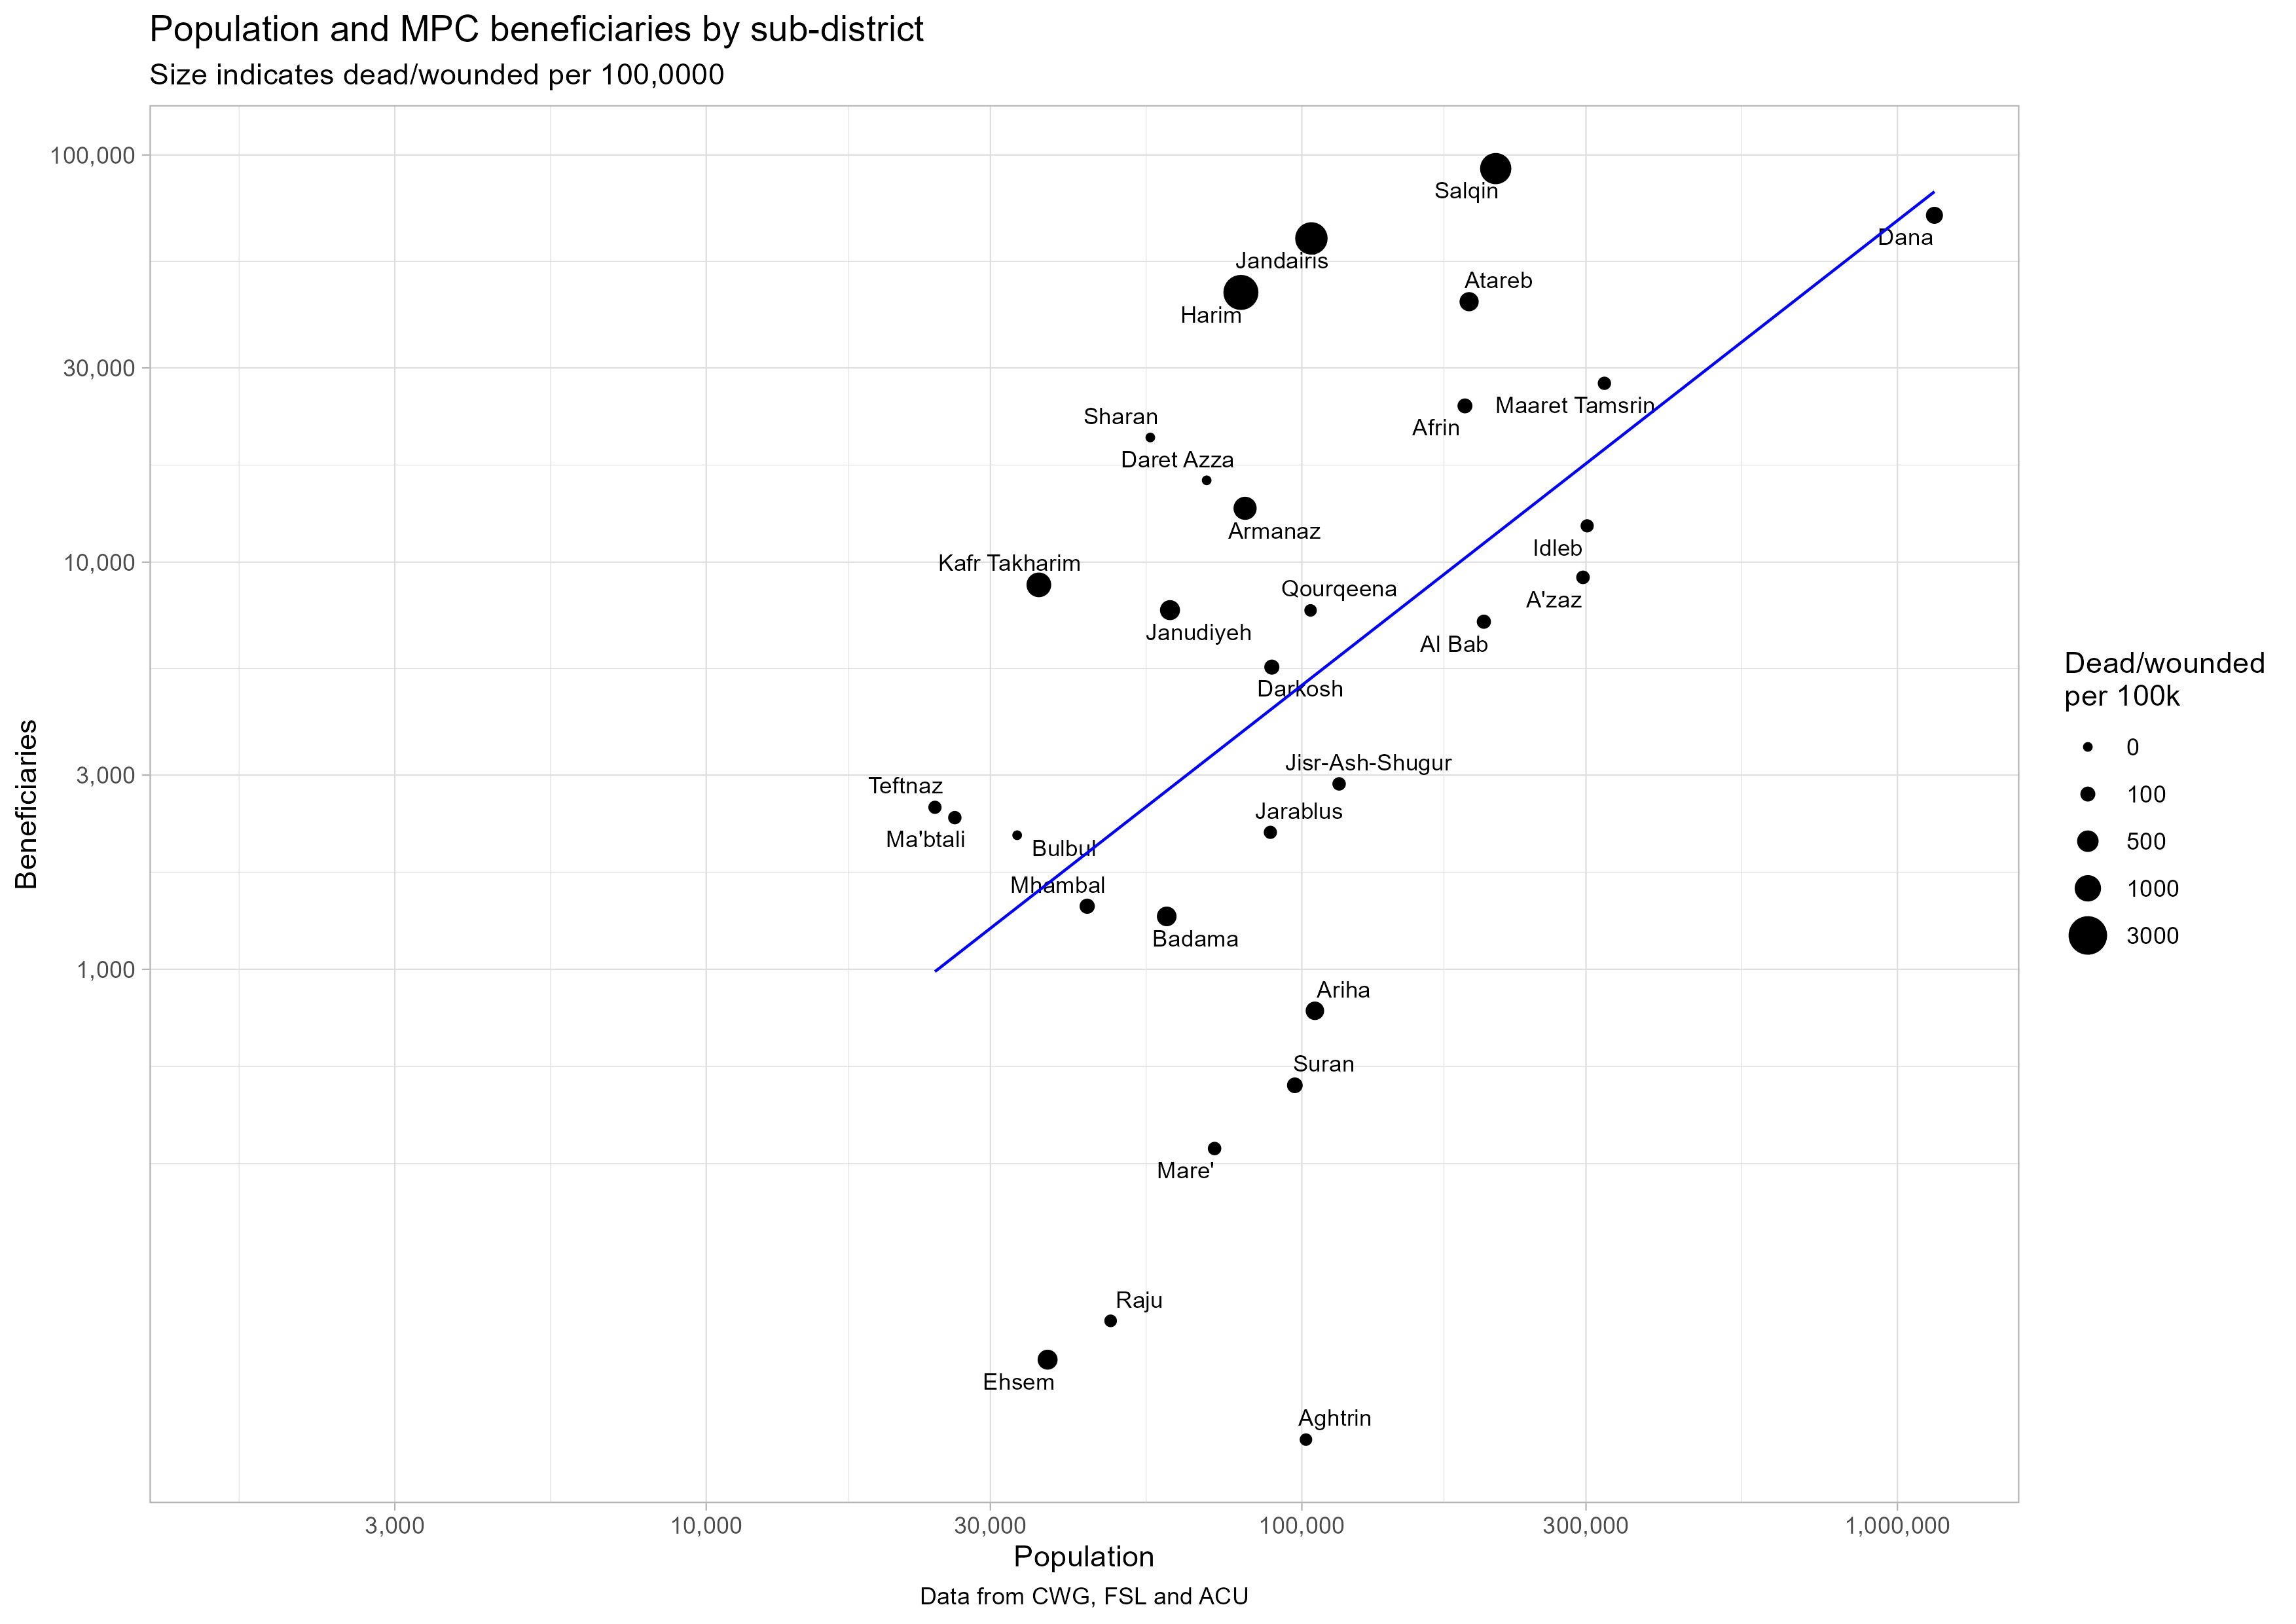 Population and MPC beneficiaries by sub-district
Size indicates dead/wounded per 100,0000
100,000
30,000
10,000
3,000
1,000
Beneficiaries
Salqin
Dana
Jandairis
Atareb
Harim
Maaret Tamsrin
Sharan
Afrin
Daret Azza
Armanaz
Idleb
Kafr Takharim
Qourqeena
A'zaz
Janudiyeh
Al Bab
Darkosh
Jisr-Ash-Shugur
Teftnaz
Jarablus
Ma'btali
Bulbul
Mhambal
Badama
Ariha
Suran
Mare'
Raju
Ehsem
Aghtrin
Dead/wounded
per 100k
0
100
500
1000
3000
3,000
10,000
30,000
100,000
300,000
1,000,000
Population
Data from CWG, FSL and ACU